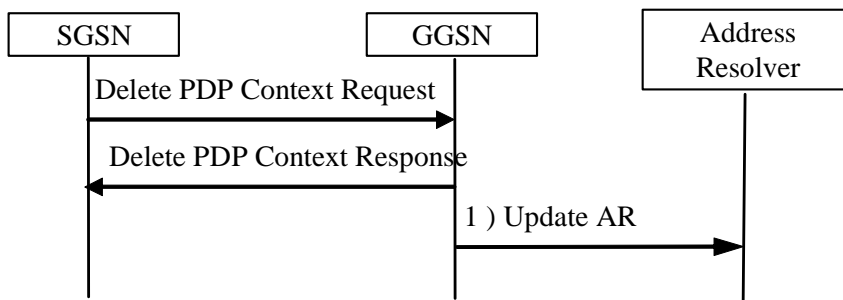 SGSN
GGSN
Address
Resolver
Delete PDP Context Request
Delete PDP Context Response
1 ) Update AR